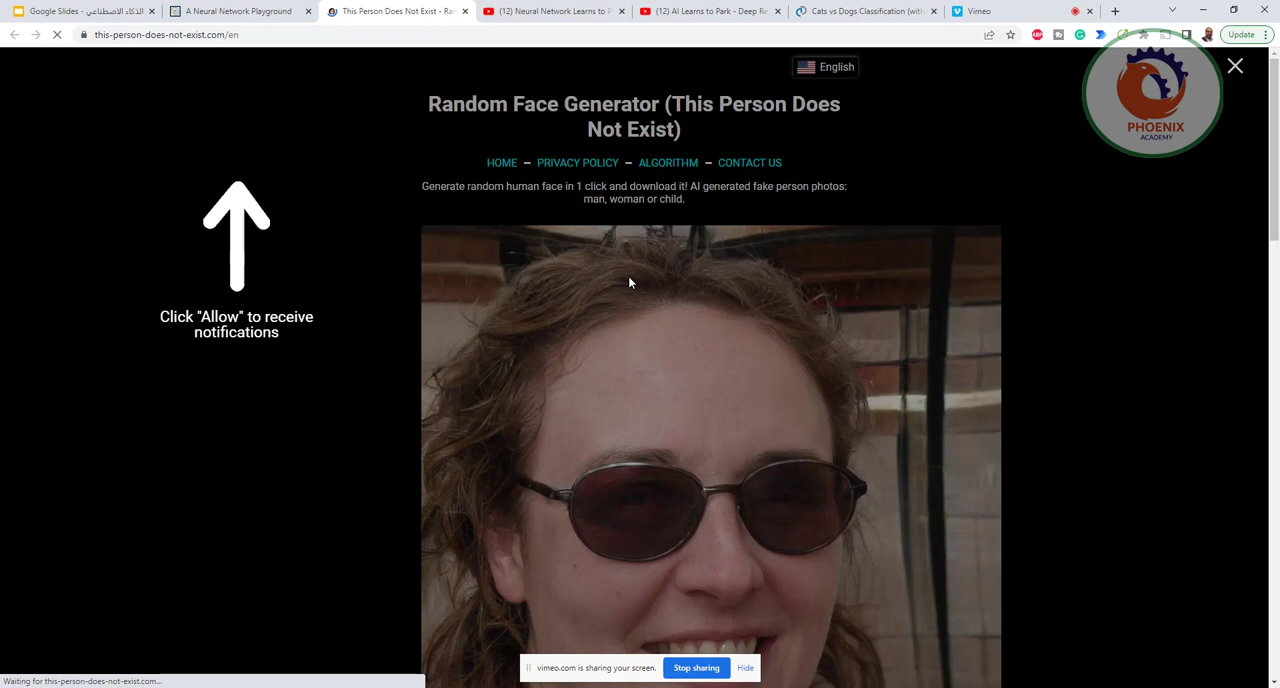 Google Slides - الذكاء الاصطناعي
A Neural Network Playground
This Person Does Not Exist - Ran
(12) Neural Network Learns to P
(12) AI Learns to Park - Deep Re
Cats vs Dogs Classification (with
Vimeo
this-person-does-not-exist.com/en
ABP
Update
English
Random Face Generator (This Person Does
Not Exist)
HOME – PRIVACY POLICY – ALGORITHM – CONTACT US
Generate random human face in 1 click and download it! AI generated fake person photos:
man, woman or child.
PHOENIX
ACADEMY
Click "Allow" to receive
notifications
vimeo.com is sharing your screen.
Stop sharing
Hide
Waiting for this-person-does-not-exist.com...